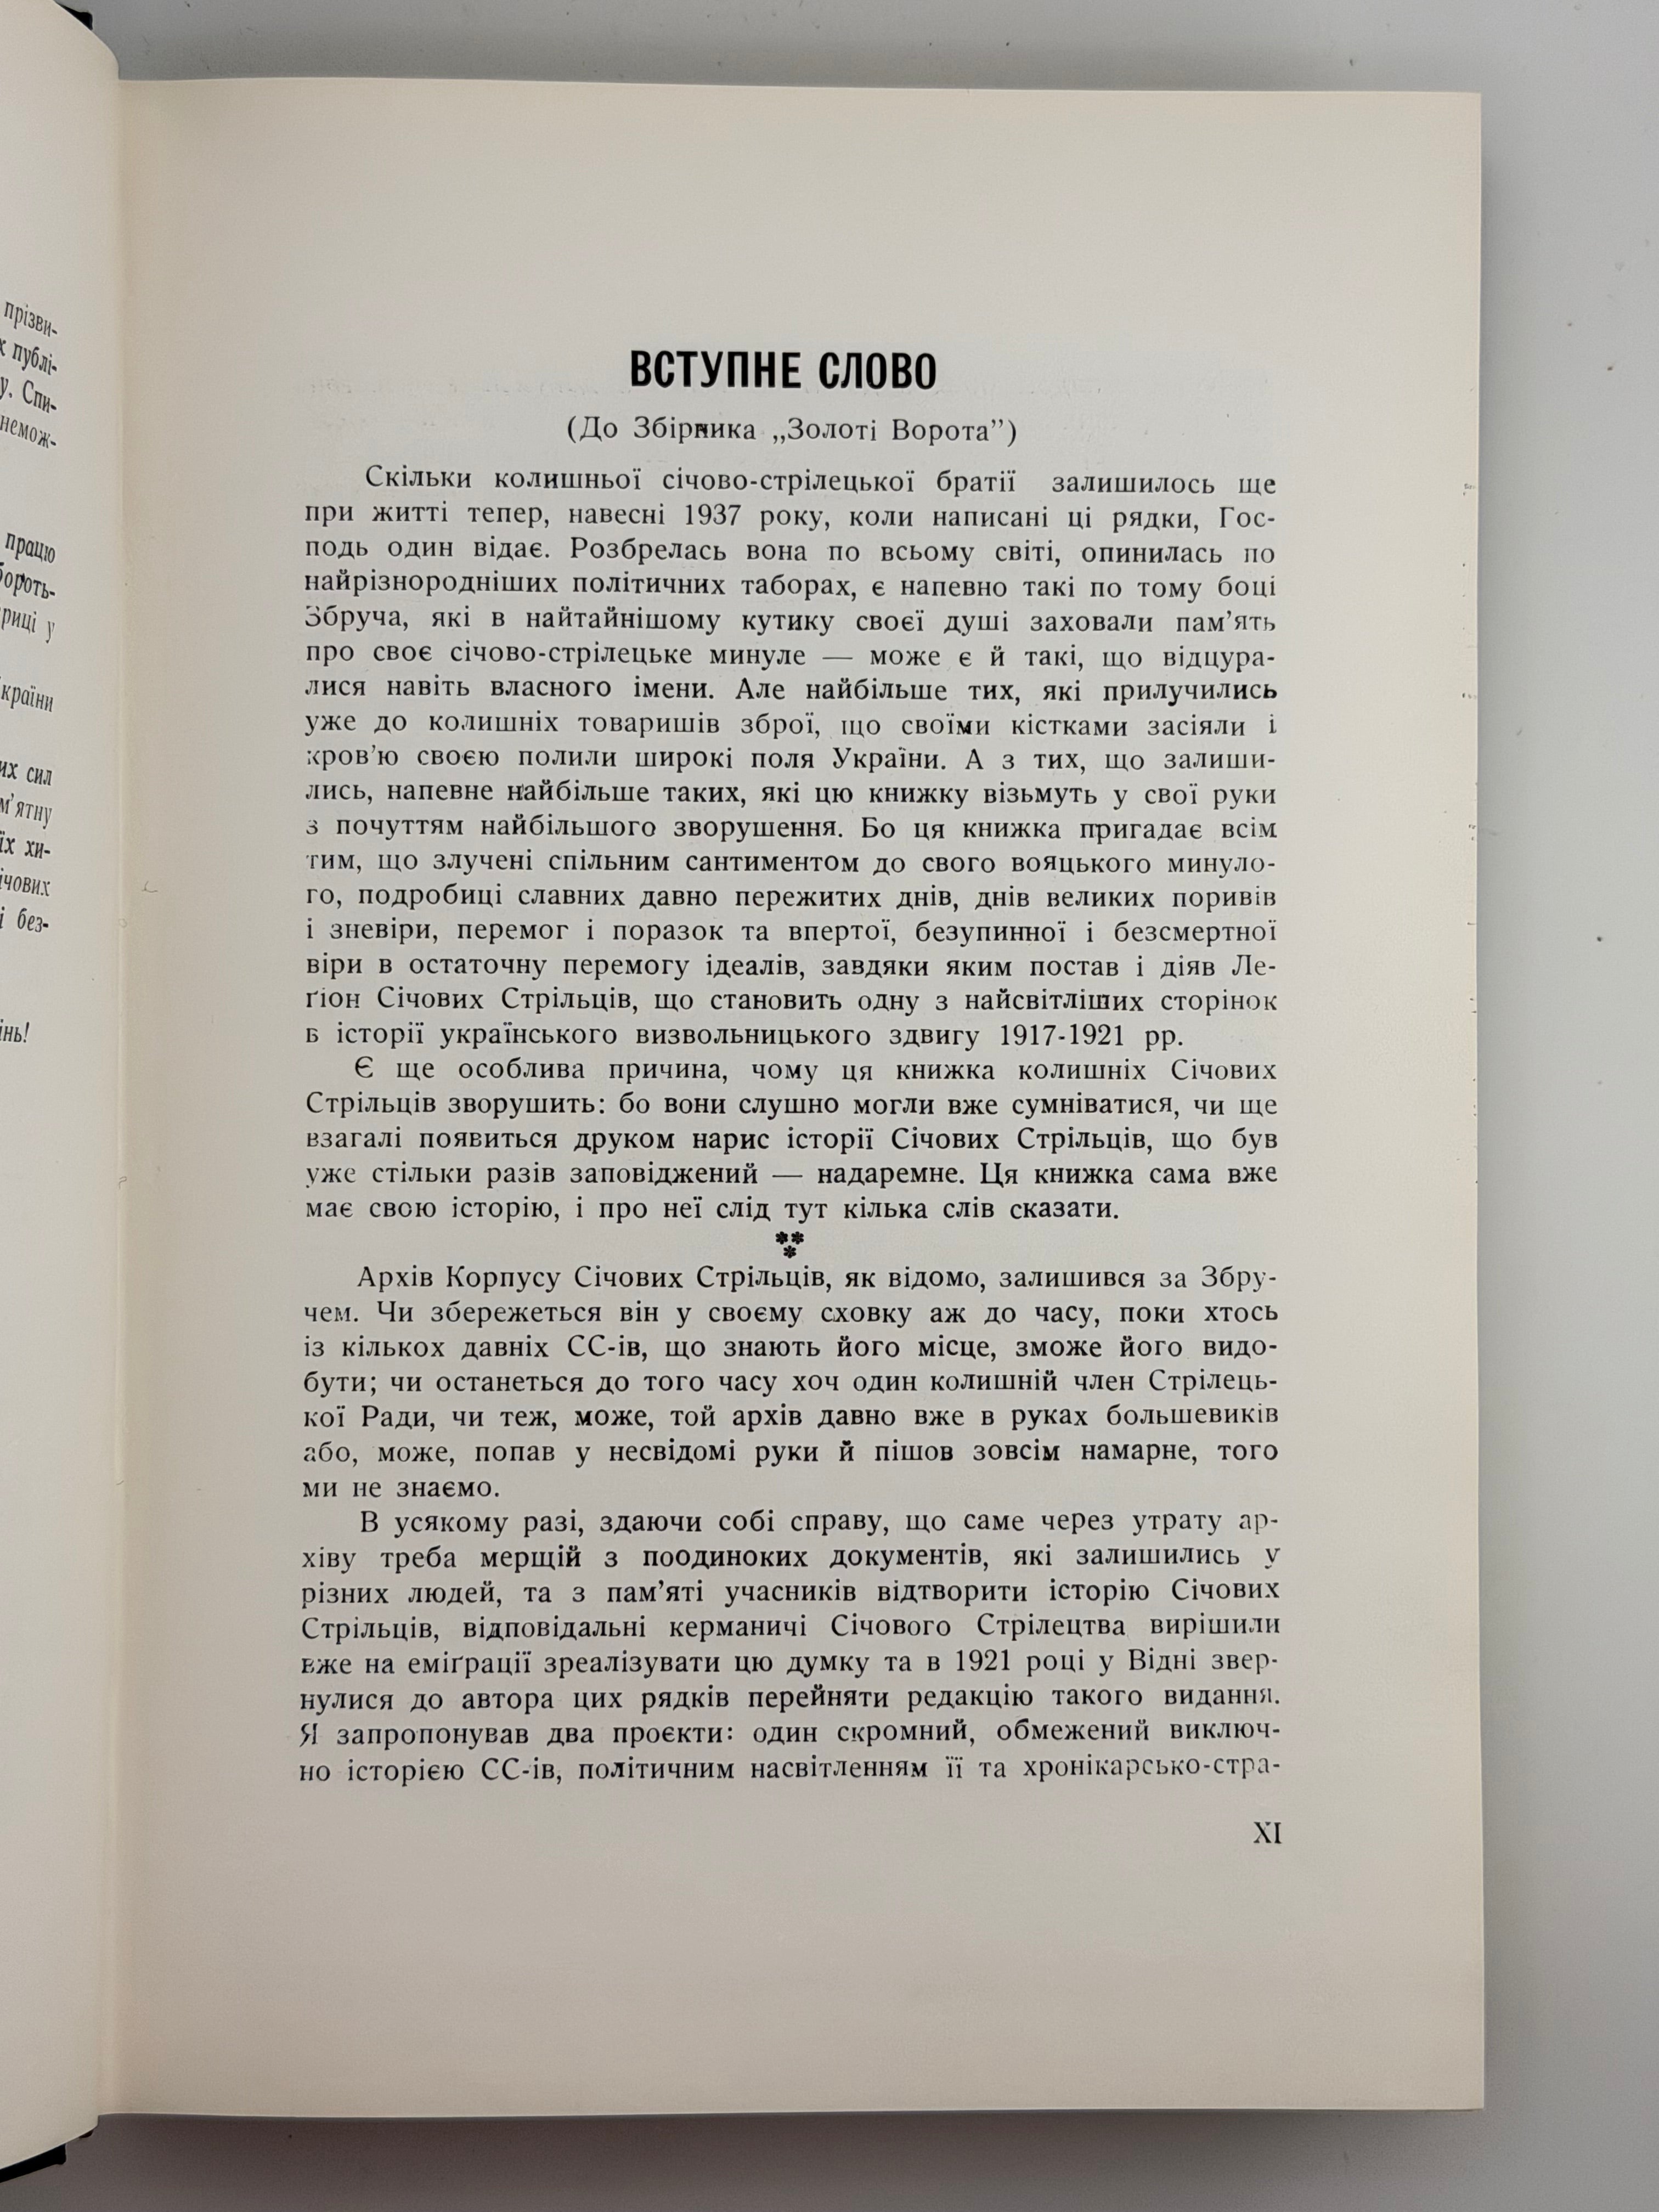 прізви-
публі-
у. Спи-
немож-
працю
ороть-
риці у
країни
их сил
м'ятну
їх хи-
ічових
і без-
інь!
ВСТУПНЕ СЛОВО
(До Збірника „Золоті Ворота”)
Скільки колишньої січово-стрілецької братії залишилось ще
при житті тепер, навесні 1937 року, коли написані ці рядки, Гос-
подь один відає. Розбрелась вона по всьому світі, опинилась по
найрізнородніших політичних таборах, є напевно такі по тому боці
Збруча, які в найтайнішому кутику своєї душі заховали пам’ять
про своє січово-стрілецьке минуле — може є й такі, що відцура-
лися навіть власного імени. Але найбільше тих, які прилучились
уже до колишніх товаришів зброї, що своїми кістками засіяли і
кров’ю своєю полили широкі поля України. А з тих, що залиши-
лись, напевне найбільше таких, які цю книжку візьмуть у свої руки
з почуттям найбільшого зворушення. Бо ця книжка пригадає всім
тим, що злучені спільним сантиментом до свого вояцького минуло-
го, подробиці славних давно пережитих днів, днів великих поривів
і зневіри, перемог і поразок та впертої, безупинної і безсмертної
віри в остаточну перемогу ідеалів, завдяки яким постав і діяв Ле-
ґіон Січових Стрільців, що становить одну з найсвітліших сторінок
в історії українського визвольницького здвигу 1917-1921 рр.
Є ще особлива причина, чому ця книжка колишніх Січових
Стрільців зворушить: бо вони слушно могли вже сумніватися, чи ще
взагалі появиться друком нарис історії Січових Стрільців, що був
уже стільки разів заповіджений — надаремне. Ця книжка сама вже
має свою історію, і про неї слід тут кілька слів сказати.
***
Архів Корпусу Січових Стрільців, як відомо, залишився за Збру-
чем. Чи збережеться він у своєму сховку аж до часу, поки хтось
із кількох давніх СС-ів, що знають його місце, зможе його видо-
бути; чи останеться до того часу хоч один колишній член Стрілець-
кої Ради, чи теж, може, той архів давно вже в руках большевиків
або, може, попав у несвідомі руки й пішов зовсім намарне, того
ми не знаємо.
В усякому разі, здаючи собі справу, що саме через утрату ар-
хіву треба мерщій з поодиноких документів, які залишились у
різних людей, та з пам’яті учасників відтворити історію Січових
Стрільців, відповідальні керманичі Січового Стрілецтва вирішили
вже на еміґрації зреалізувати цю думку та в 1921 році у Відні звер-
нулися до автора цих рядків перейняти редакцію такого видання.
Я запропонував два проєкти: один скромний, обмежений виключ-
но історією СС-ів, політичним насвітленням її та хронікарсько-стра-
XI